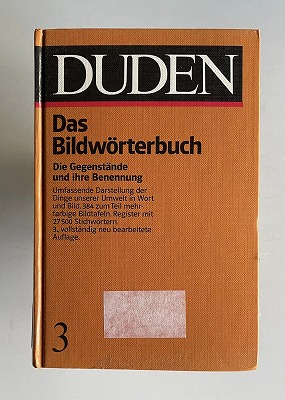 DUDEN
Das
Bildwörterbuch
Die Gegenstände
und ihre Benennung
Umfassende Darstellung der
Dinge unserer Umwelt in Wort
und Bild. 384 zum Teil mehr-
farbige Bildtafeln. Register mit
27500 Stichwörtern.
3., vollständig neu bearbeitete
Auflage.
3